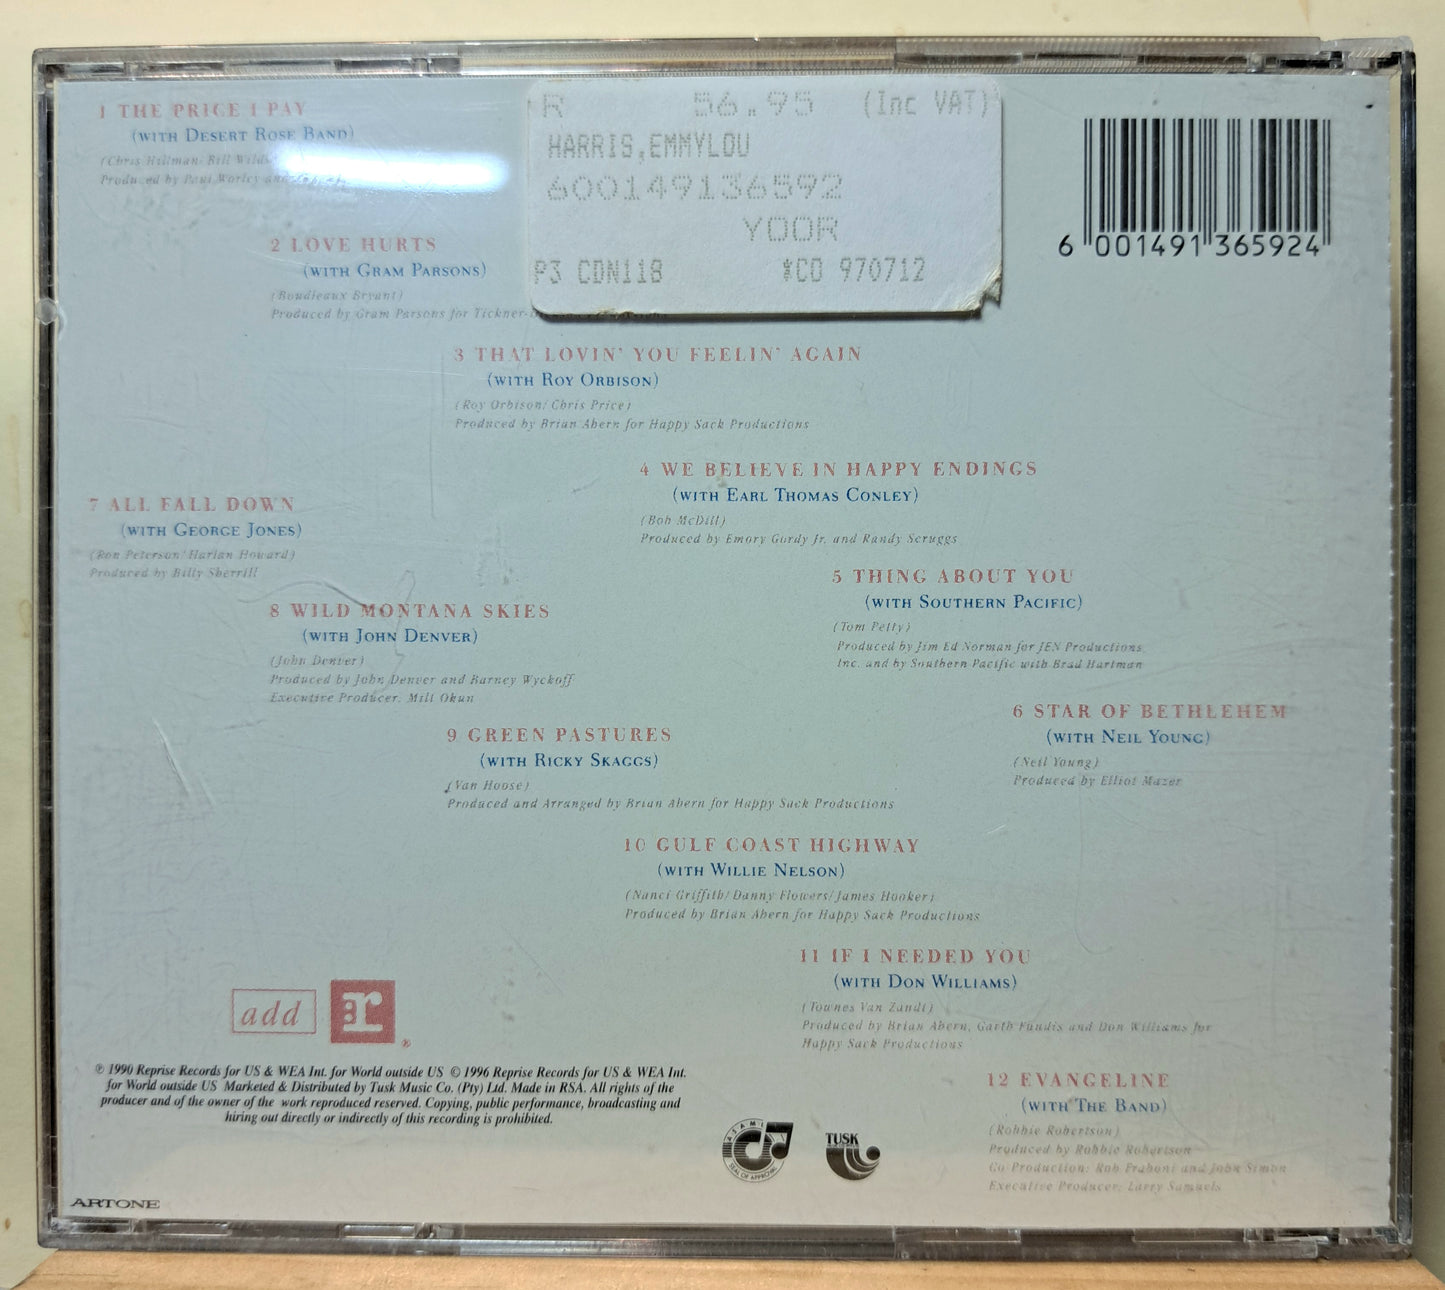 1 THE PRICE I PAY
(WITH DESERT ROSE BAND)
(Chris Hillman/Bill
Produced by Paul Worley and
R 56.95 (Inc VAT)
HARRIS,EMMYLOU
600149136592
YOOR
P3 CDN118 *CO 970712
6 001491 365924
2 LOVE HURTS
(WITH GRAM PARSONS)
(Boudleaux Bryant)
Produced by Gram Parsons for Tickner-
3 THAT LOVIN' YOU FEELIN' AGAIN
(WITH ROY ORBISON)
(Roy Orbison/Chris Price)
Produced by Brian Ahern for Happy Sack Productions
4 WE BELIEVE IN HAPPY ENDINGS
(WITH EARL THOMAS CONLEY)
(Bob McDill)
Produced by Emory Gordy Jr. and Randy Scruggs
5 THING ABOUT YOU
(WITH SOUTHERN PACIFIC)
(Tom Petty)
Produced by Jim Ed Norman for JEN Productions,
Inc. and by Southern Pacific with Brad Hartman
6 STAR OF BETHLEHEM
(WITH NEIL YOUNG)
(Neil Young)
Produced by Elliot Mazer
7 ALL FALL DOWN
(WITH GEORGE JONES)
(Ron Peterson/Harlan Howard)
Produced by Billy Sherrill
8 WILD MONTANA SKIES
(WITH JOHN DENVER)
(John Denver)
Produced by John Denver and Barney Wyckoff
Executive Producer: Milt Okun
9 GREEN PASTURES
(WITH RICKY SKAGGS)
(Van Hoose)
Produced and Arranged by Brian Ahern for Happy Sack Productions
10 GULF COAST HIGHWAY
(WITH WILLIE NELSON)
(Nanci Griffith/Danny Flowers/James Hooker)
Produced by Brian Ahern for Happy Sack Productions
11 IF I NEEDED YOU
(WITH DON WILLIAMS)
(Townes Van Zandt)
Produced by Brian Ahern, Garth Fundis and Don Williams for
Happy Sack Productions
12 EVANGELINE
(WITH THE BAND)
(Robbie Robertson)
Produced by Robbie Robertson
Co-Production: Rob Fraboni and John Simon
Executive Producer: Larry Samuels
add
r ®
℗ 1990 Reprise Records for US & WEA Int. for World outside US © 1996 Reprise Records for US & WEA Int.
for World outside US Marketed & Distributed by Tusk Music Co. (Pty) Ltd. Made in RSA. All rights of the
producer and of the owner of the work reproduced reserved. Copying, public performance, broadcasting and
hiring out directly or indirectly of this recording is prohibited.
ASAMI
SEAL OF APPROVAL
TUSK
ARTONE